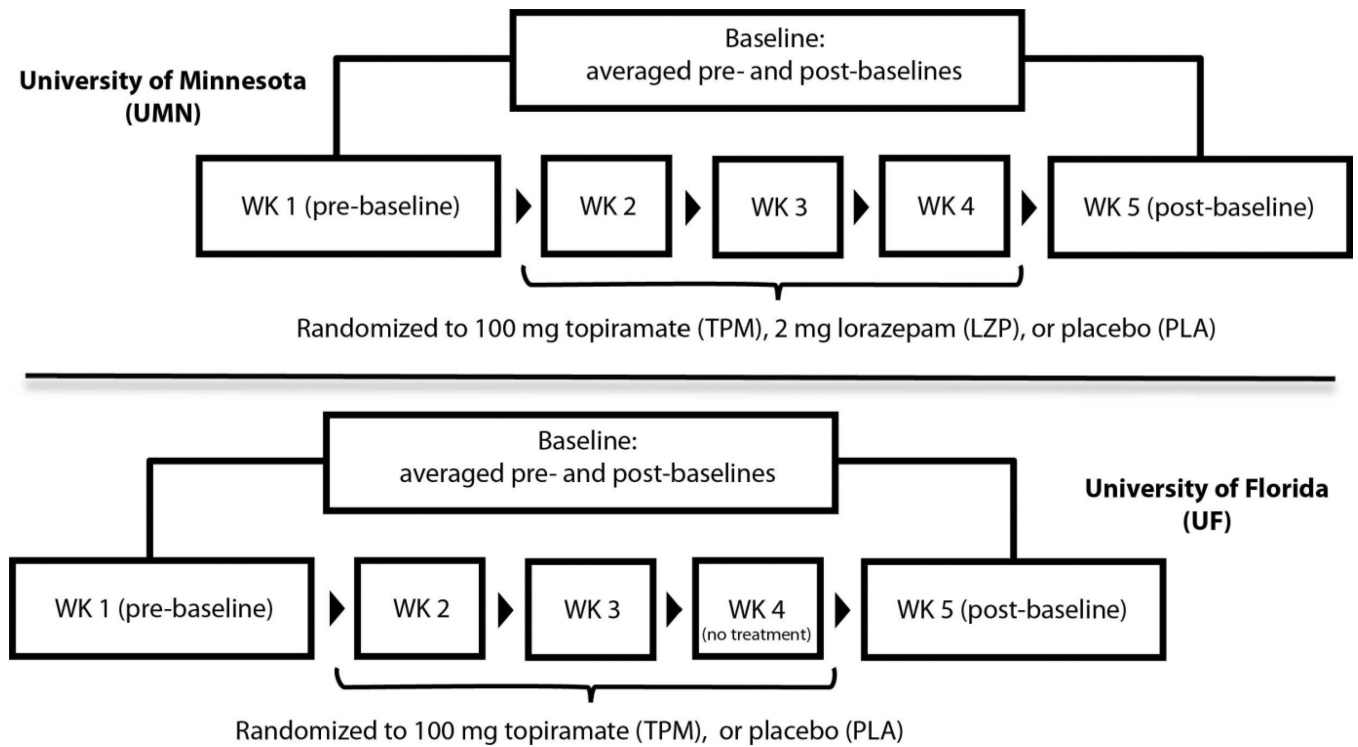 Baseline:
averaged pre- and post-baselines
University of Minnesota
(UMN)
WK 1 (pre-baseline)
WK 2
WK 3
WK 4
WK 5 (post-baseline)
Randomized to 100 mg topiramate (TPM), 2 mg lorazepam (LZP), or placebo (PLA)
Baseline:
averaged pre- and post-baselines
University of Florida
(UF)
WK 1 (pre-baseline)
WK 2
WK 3
WK 4
(no treatment)
WK 5 (post-baseline)
Randomized to 100 mg topiramate (TPM), or placebo (PLA)